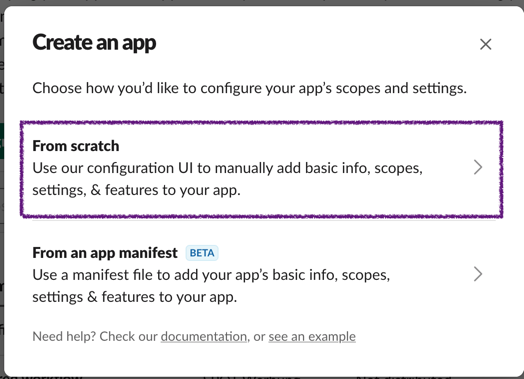 Create an app
Choose how you'd like to configure your app's scopes and settings.
From scratch
Use our configuration UI to manually add basic info, scopes,
settings, & features to your app.
From an app manifest BETA
Use a manifest file to add your app's basic info, scopes,
settings & features to your app.
Need help? Check our documentation, or see an example